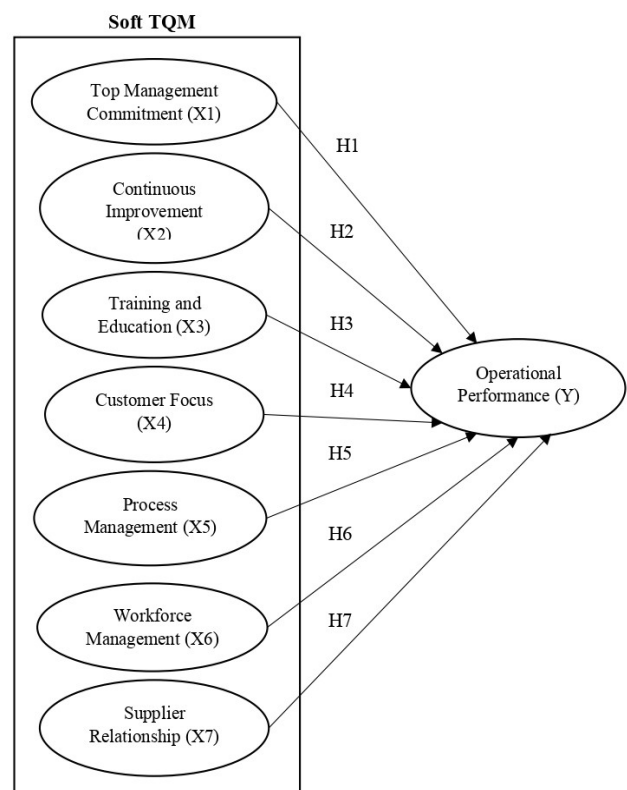 Soft TQM
Top Management
Commitment (X1)
H1
Continuous
Improvement
(X2)
H2
Training and
Education (X3)
H3
Operational
Performance (Y)
Customer Focus
(X4)
H4
H5
Process
Management (X5)
H6
Workforce
Management (X6)
H7
Supplier
Relationship (X7)